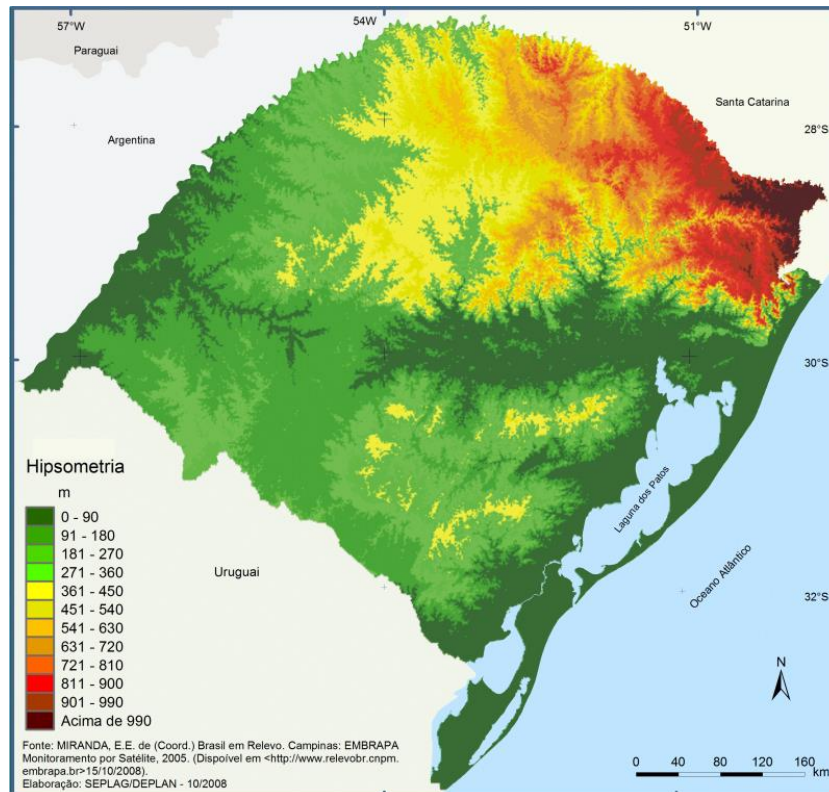 57°W
54°W
51°W
Paraguai
Santa Catarina
28°S
Argentina
30°S
Laguna dos Patos
Hipsometria
m
0 - 90
91 - 180
181 - 270
271 - 360
361 - 450
451 - 540
541 - 630
631 - 720
721 - 810
811 - 900
901 - 990
Acima de 990
Uruguai
Oceano Atlântico
32°S
N
Fonte: MIRANDA, E.E. de (Coord.) Brasil em Relevo. Campinas: EMBRAPA
Monitoramento por Satélite, 2005. (Dispoível em <http://www.relevobr.cnpm.
embrapa.br>15/10/2008).
Elaboração: SEPLAG/DEPLAN - 10/2008
0 40 80 120 160
km